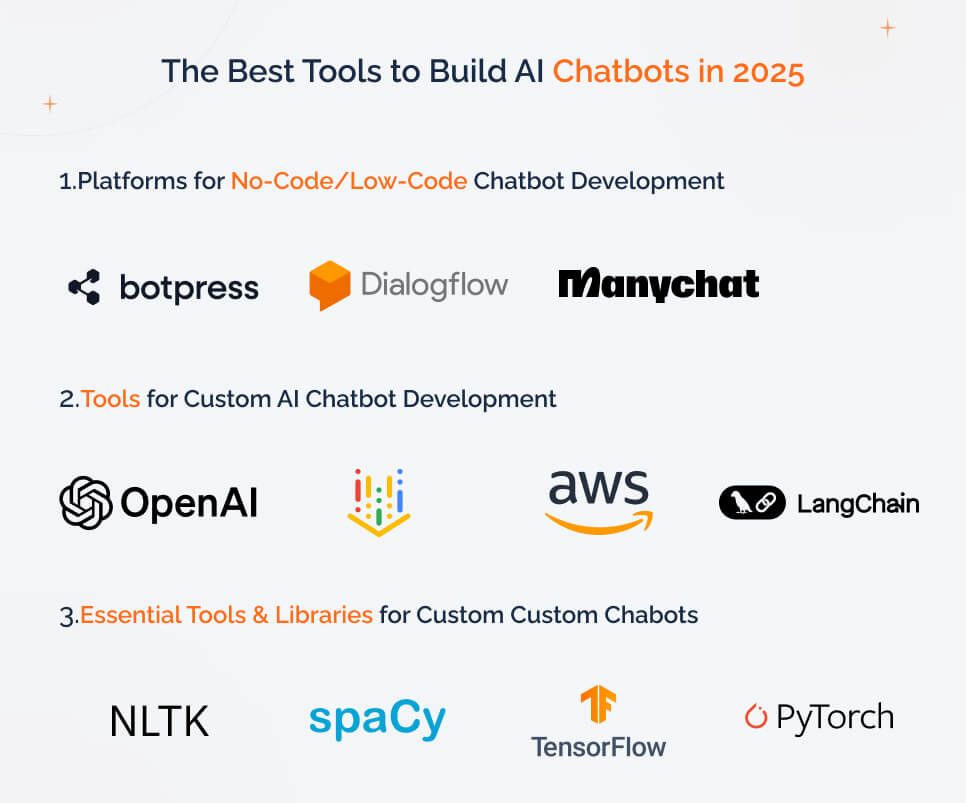 The Best Tools to Build AI Chatbots in 2025
1.Platforms for No-Code/Low-Code Chatbot Development
botpress Dialogflow Manychat
2.Tools for Custom AI Chatbot Development
OpenAI aws LangChain
3.Essential Tools & Libraries for Custom Custom Chabots
NLTK spaCy TensorFlow PyTorch